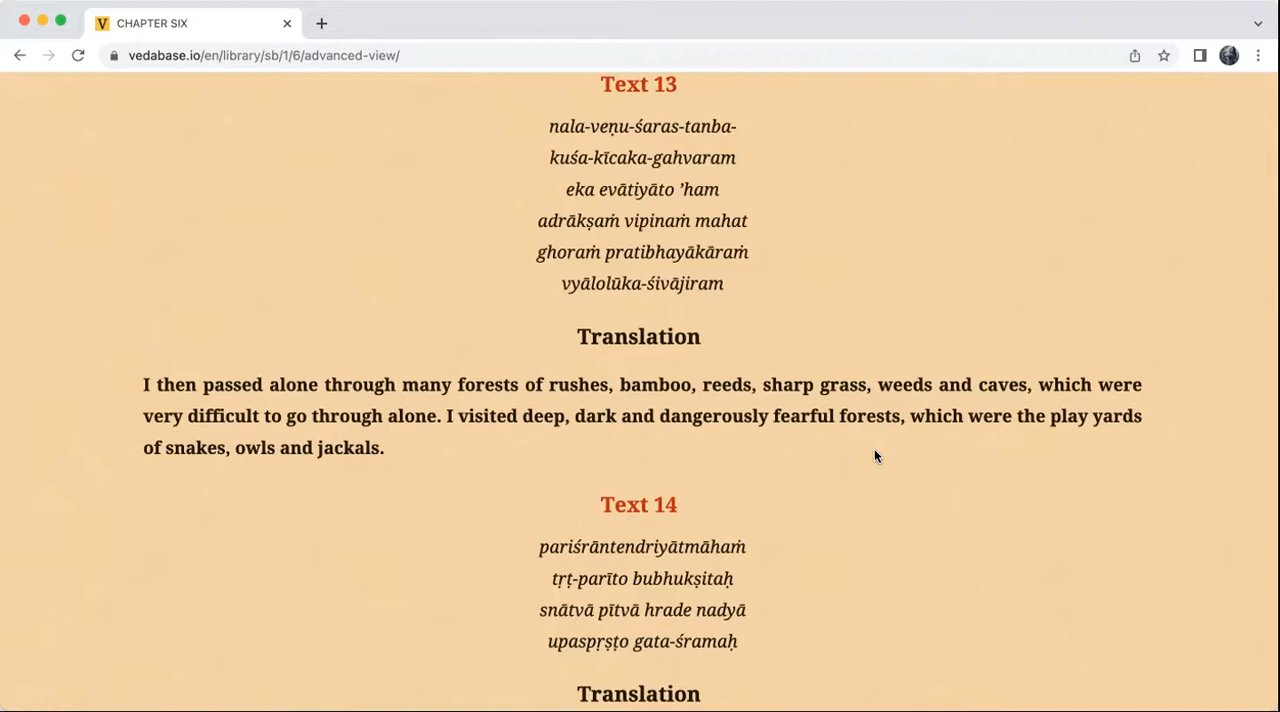 CHAPTER SIX
vedabase.io/en/library/sb/1/6/advanced-view/
Text 13
nala-veṇu-śaras-tanba-
kuśa-kīcaka-gahvaram
eka evātiyāto ’ham
adrākṣaṁ vipinaṁ mahat
ghoraṁ pratibhayākāraṁ
vyālolūka-śivājiram
Translation
I then passed alone through many forests of rushes, bamboo, reeds, sharp grass, weeds and caves, which were
very difficult to go through alone. I visited deep, dark and dangerously fearful forests, which were the play yards
of snakes, owls and jackals.
Text 14
pariśrāntendriyātmāhaṁ
tṛṭ-parīto bubhukṣitaḥ
snātvā pītvā hrade nadyā
upaspṛṣṭo gata-śramaḥ
Translation